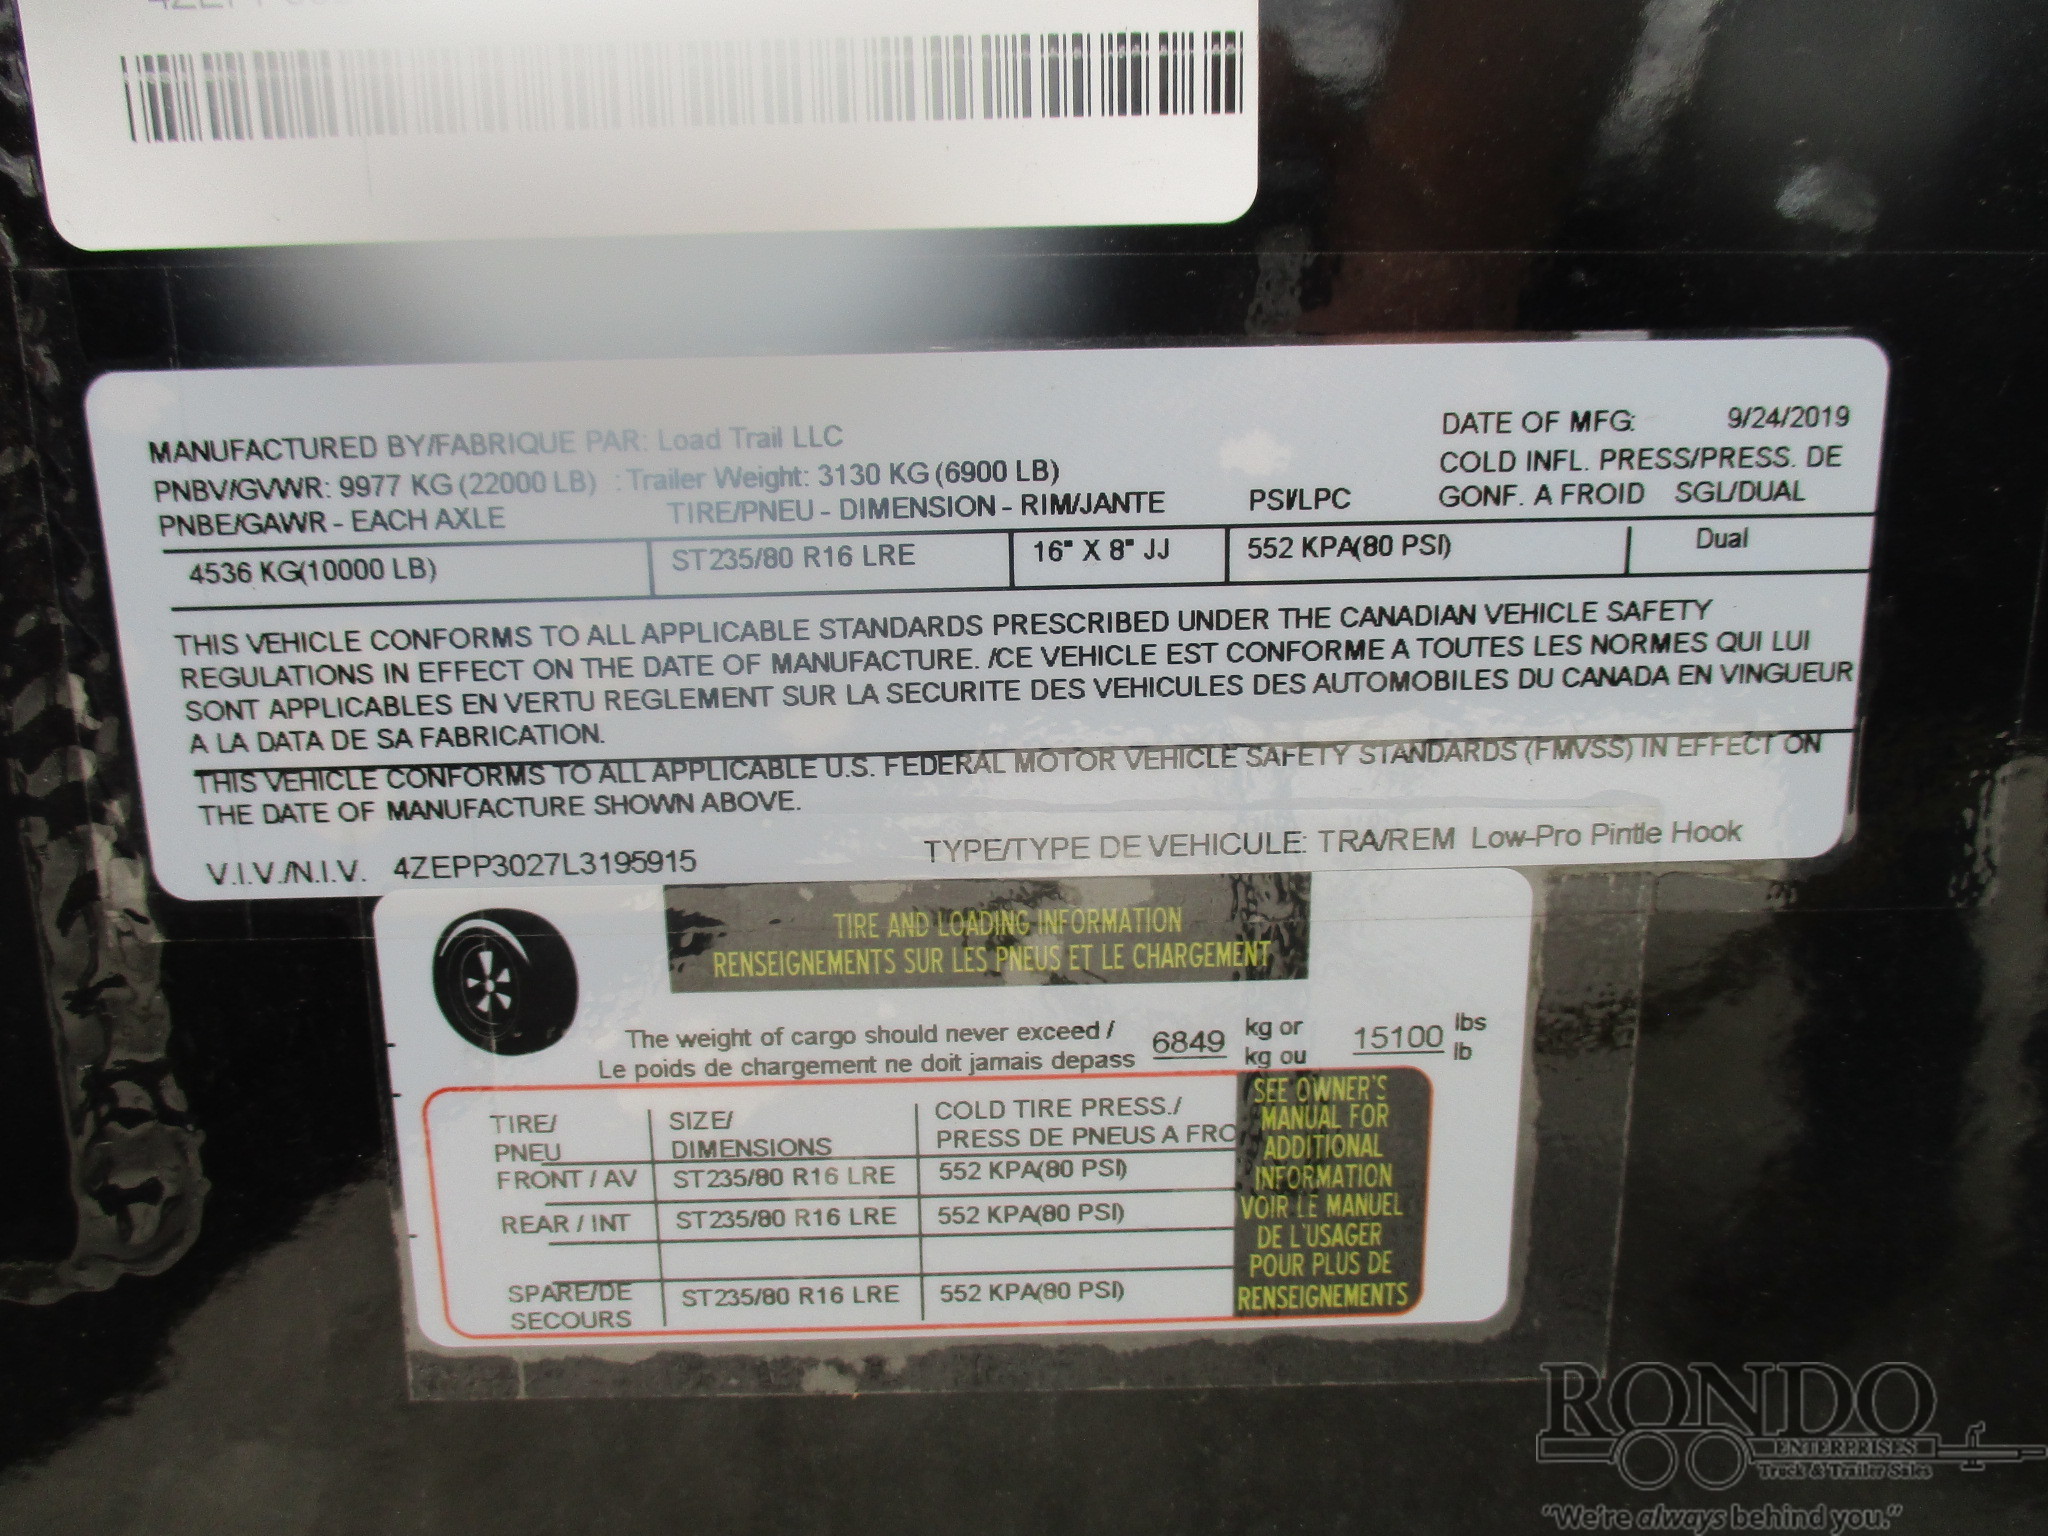 MANUFACTURED BY/FABRIQUE PAR: Load Trail LLC
DATE OF MFG: 9/24/2019
PNBV/GVWR: 9977 KG (22000 LB) : Trailer Weight: 3130 KG (6900 LB)
COLD INFL. PRESS/PRESS. DE
PNBE/GAWR - EACH AXLE TIRE/PNEU - DIMENSION - RIM/JANTE PSI/LPC GONF. A FROID SGL/DUAL
4536 KG(10000 LB) ST235/80 R16 LRE 16" X 8" JJ 552 KPA(80 PSI) Dual
THIS VEHICLE CONFORMS TO ALL APPLICABLE STANDARDS PRESCRIBED UNDER THE CANADIAN VEHICLE SAFETY
REGULATIONS IN EFFECT ON THE DATE OF MANUFACTURE. /CE VEHICLE EST CONFORME A TOUTES LES NORMES QUI LUI
SONT APPLICABLES EN VERTU REGLEMENT SUR LA SECURITE DES VEHICULES DES AUTOMOBILES DU CANADA EN VINGUEUR
A LA DATA DE SA FABRICATION.
THIS VEHICLE CONFORMS TO ALL APPLICABLE U.S. FEDERAL MOTOR VEHICLE SAFETY STANDARDS (FMVSS) IN EFFECT ON
THE DATE OF MANUFACTURE SHOWN ABOVE.
V.I.V./N.I.V. 4ZEPP3027L3195915 TYPE/TYPE DE VEHICULE: TRA/REM Low-Pro Pintle Hook
TIRE AND LOADING INFORMATION
RENSEIGNEMENTS SUR LES PNEUS ET LE CHARGEMENT
The weight of cargo should never exceed / 6849 kg or 15100 lbs
Le poids de chargement ne doit jamais depass kg ou lb
TIRE/ SIZE/ COLD TIRE PRESS./
PNEU DIMENSIONS PRESS DE PNEUS A FRO
FRONT / AV ST235/80 R16 LRE 552 KPA(80 PSI)
REAR / INT ST235/80 R16 LRE 552 KPA(80 PSI)
SPARE/DE ST235/80 R16 LRE 552 KPA(80 PSI)
SECOURS
SEE OWNER'S
MANUAL FOR
ADDITIONAL
INFORMATION
VOIR LE MANUEL
DE L'USAGER
POUR PLUS DE
RENSEIGNEMENTS
RONDO
ENTERPRISES
Truck & Trailer Sales
"We're always behind you."